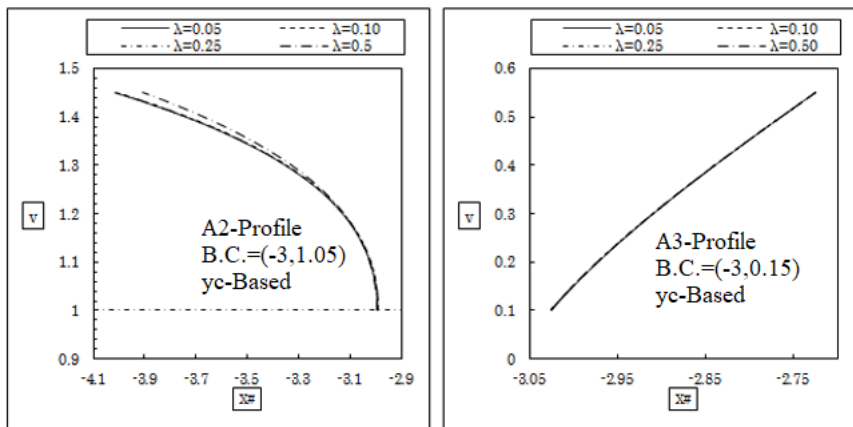 λ=0.05 λ=0.10
λ=0.25 λ=0.5
1.5
1.4
1.3
1.2
1.1
1
0.9
v
A2-Profile
B.C.=(-3,1.05)
yc-Based
-4.1 -3.9 -3.7 -3.5 -3.3 -3.1 -2.9
X#
λ=0.05 λ=0.10
λ=0.25 λ=0.50
0.6
0.5
0.4
0.3
0.2
0.1
0
v
A3-Profile
B.C.=(-3,0.15)
yc-Based
-3.05 -2.95 -2.85 -2.75
X#